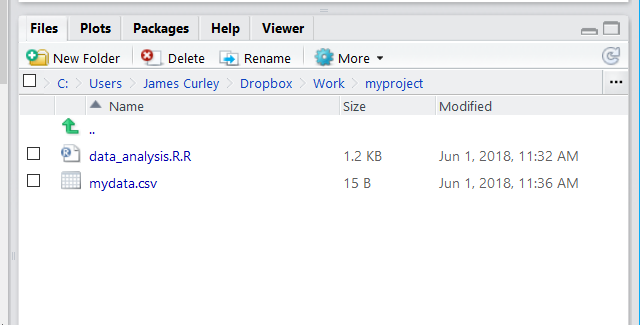 Files Plots Packages Help Viewer
New Folder Delete Rename More
C: Users James Curley Dropbox Work myproject ...
Name Size Modified
..
data_analysis.R.R 1.2 KB Jun 1, 2018, 11:32 AM
mydata.csv 15 B Jun 1, 2018, 11:36 AM